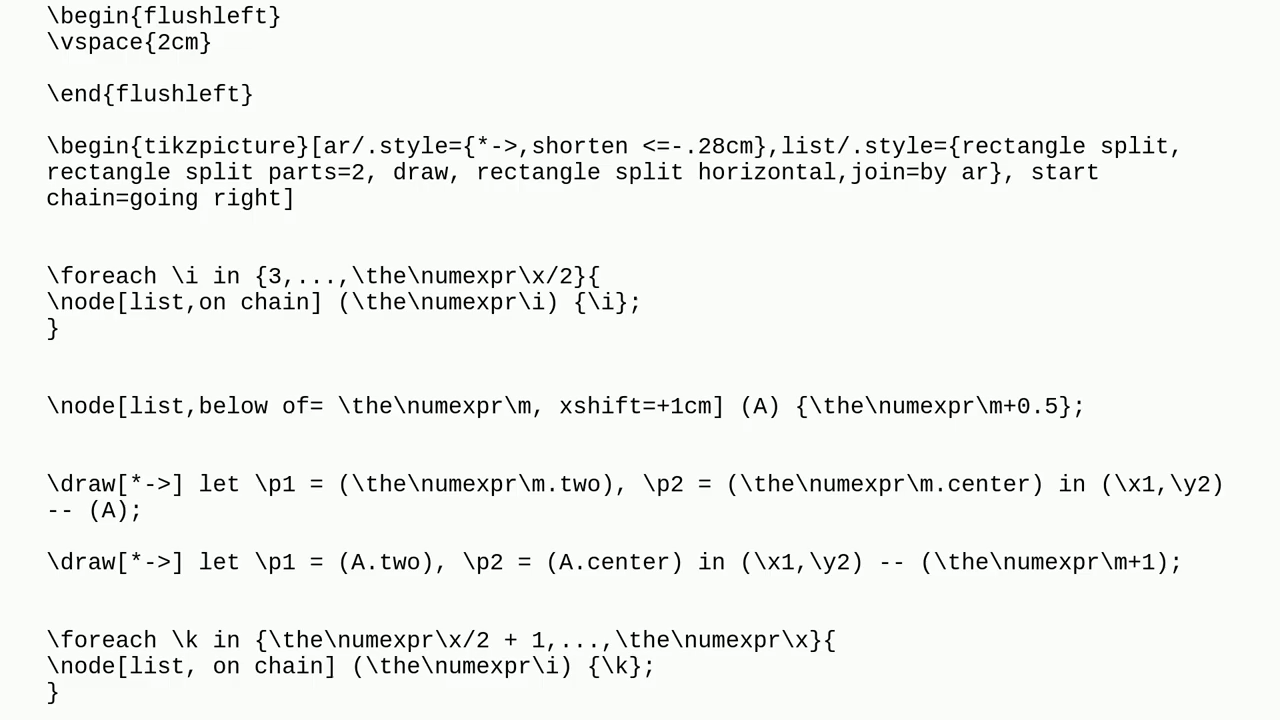 \begin{flushleft}
\vspace{2cm}
\end{flushleft}
\begin{tikzpicture}[ar/.style={*->,shorten <=-.28cm},list/.style={rectangle split,
rectangle split parts=2, draw, rectangle split horizontal,join=by ar}, start
chain=going right]
\foreach \i in {3,...,\the\numexpr\x/2}{
\node[list,on chain] (\the\numexpr\i) {\i};
}
\node[list,below of= \the\numexpr\m, xshift=+1cm] (A) {\the\numexpr\m+0.5};
\draw[*->] let \p1 = (\the\numexpr\m.two), \p2 = (\the\numexpr\m.center) in (\x1,\y2)
-- (A);
\draw[*->] let \p1 = (A.two), \p2 = (A.center) in (\x1,\y2) -- (\the\numexpr\m+1);
\foreach \k in {\the\numexpr\x/2 + 1,...,\the\numexpr\x}{
\node[list, on chain] (\the\numexpr\i) {\k};
}